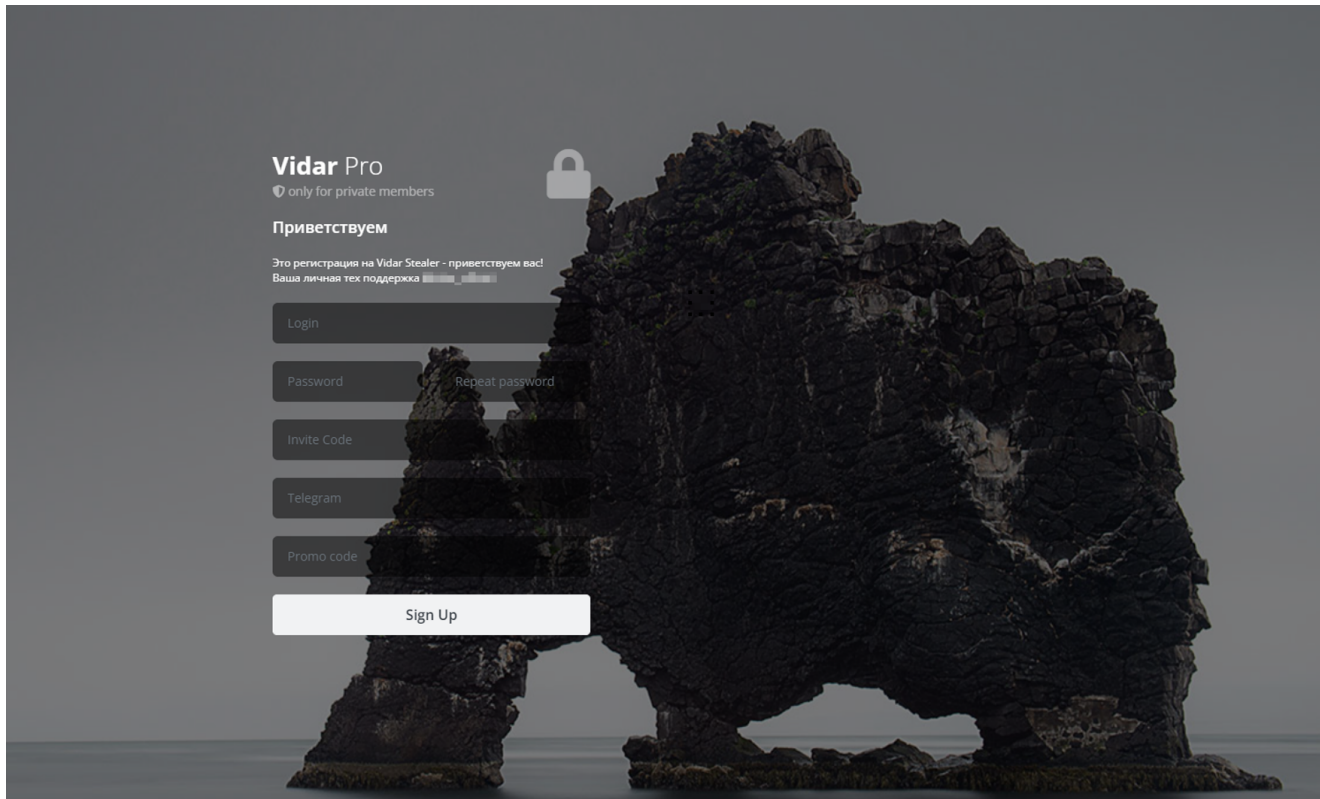 Vidar Pro
only for private members
Приветствуем
Это регистрация на Vidar Stealer - приветствуем вас!
Ваша личная тех поддержка
Login
Password Repeat password
Invite Code
Telegram
Promo code
Sign Up